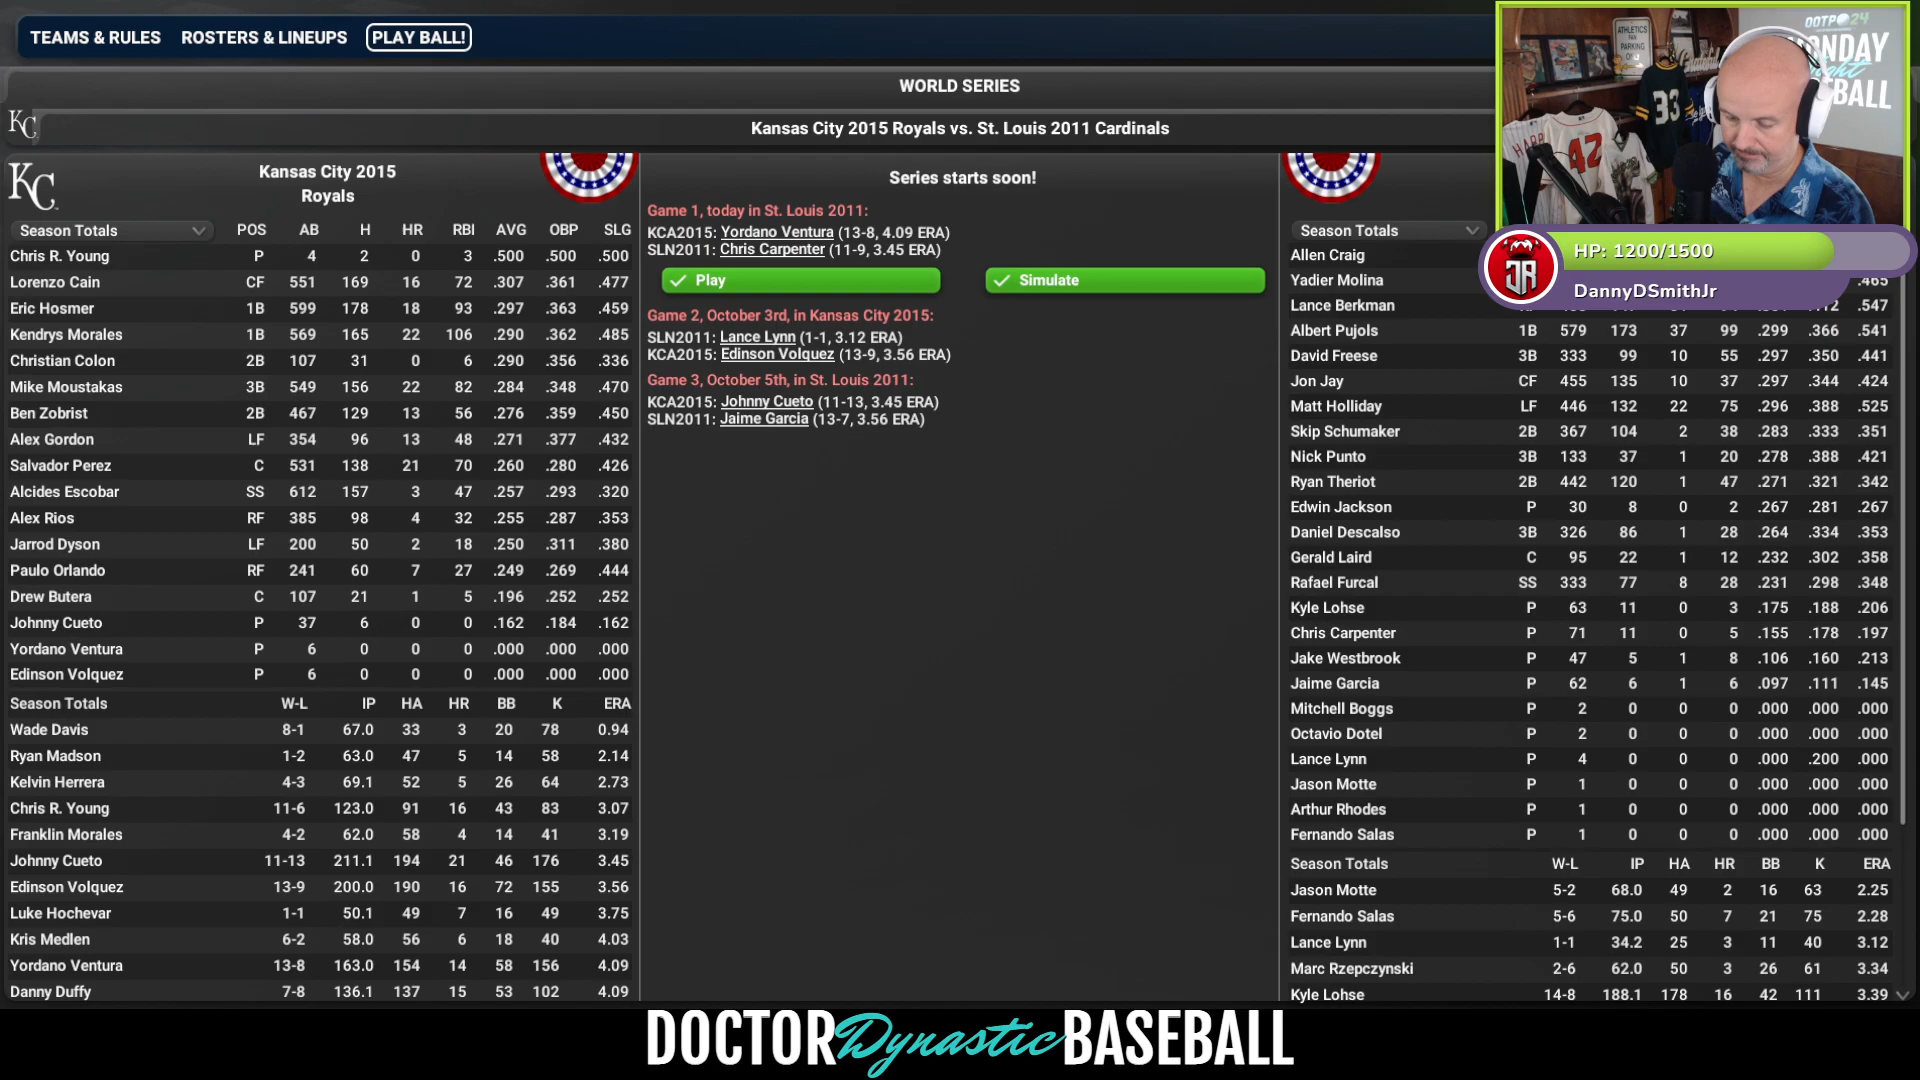 TEAMS & RULES ROSTERS & LINEUPS PLAY BALL!
WORLD SERIES
KC Kansas City 2015 Royals vs. St. Louis 2011 Cardinals
KC
Kansas City 2015
Royals
Season Totals POS AB H HR RBI AVG OBP SLG
Chris R. Young P 4 2 0 3 .500 .500 .500
Lorenzo Cain CF 551 169 16 72 .307 .361 .477
Eric Hosmer 1B 599 178 18 93 .297 .363 .459
Kendrys Morales 1B 569 165 22 106 .290 .362 .485
Christian Colon 2B 107 31 0 6 .290 .356 .336
Mike Moustakas 3B 549 156 22 82 .284 .348 .470
Ben Zobrist 2B 467 129 13 56 .276 .359 .450
Alex Gordon LF 354 96 13 48 .271 .377 .432
Salvador Perez C 531 138 21 70 .260 .280 .426
Alcides Escobar SS 612 157 3 47 .257 .293 .320
Alex Rios RF 385 98 4 32 .255 .287 .353
Jarrod Dyson LF 200 50 2 18 .250 .311 .380
Paulo Orlando RF 241 60 7 27 .249 .269 .444
Drew Butera C 107 21 1 5 .196 .252 .252
Johnny Cueto P 37 6 0 0 .162 .184 .162
Yordano Ventura P 6 0 0 0 .000 .000 .000
Edinson Volquez P 6 0 0 0 .000 .000 .000
Season Totals W-L IP HA HR BB K ERA
Wade Davis 8-1 67.0 33 3 20 78 0.94
Ryan Madson 1-2 63.0 47 5 14 58 2.14
Kelvin Herrera 4-3 69.1 52 5 26 64 2.73
Chris R. Young 11-6 123.0 91 16 43 83 3.07
Franklin Morales 4-2 62.0 58 4 14 41 3.19
Johnny Cueto 11-13 211.1 194 21 46 176 3.45
Edinson Volquez 13-9 200.0 190 16 72 155 3.56
Luke Hochevar 1-1 50.1 49 7 16 49 3.75
Kris Medlen 6-2 58.0 56 6 18 40 4.03
Yordano Ventura 13-8 163.0 154 14 58 156 4.09
Danny Duffy 7-8 136.1 137 15 53 102 4.09
Series starts soon!
Game 1, today in St. Louis 2011:
KCA2015: Yordano Ventura (13-8, 4.09 ERA)
SLN2011: Chris Carpenter (11-9, 3.45 ERA)
Play Simulate
Game 2, October 3rd, in Kansas City 2015:
SLN2011: Lance Lynn (1-1, 3.12 ERA)
KCA2015: Edinson Volquez (13-9, 3.56 ERA)
Game 3, October 5th, in St. Louis 2011:
KCA2015: Johnny Cueto (11-13, 3.45 ERA)
SLN2011: Jaime Garcia (13-7, 3.56 ERA)
OOTP 24
ATHLETICS
FAN
PARKING
33
42
BALL
HP: 1200/1500
JR
DannyDSmithJr
Season Totals
Allen Craig
Yadier Molina .465
Lance Berkman .547
Albert Pujols 1B 579 173 37 99 .299 .366 .541
David Freese 3B 333 99 10 55 .297 .350 .441
Jon Jay CF 455 135 10 37 .297 .344 .424
Matt Holliday LF 446 132 22 75 .296 .388 .525
Skip Schumaker 2B 367 104 2 38 .283 .333 .351
Nick Punto 3B 133 37 1 20 .278 .388 .421
Ryan Theriot 2B 442 120 1 47 .271 .321 .342
Edwin Jackson P 30 8 0 2 .267 .281 .267
Daniel Descalso 3B 326 86 1 28 .264 .334 .353
Gerald Laird C 95 22 1 12 .232 .302 .358
Rafael Furcal SS 333 77 8 28 .231 .298 .348
Kyle Lohse P 63 11 0 3 .175 .188 .206
Chris Carpenter P 71 11 0 5 .155 .178 .197
Jake Westbrook P 47 5 1 8 .106 .160 .213
Jaime Garcia P 62 6 1 6 .097 .111 .145
Mitchell Boggs P 2 0 0 0 .000 .000 .000
Octavio Dotel P 2 0 0 0 .000 .000 .000
Lance Lynn P 4 0 0 0 .000 .200 .000
Jason Motte P 1 0 0 0 .000 .000 .000
Arthur Rhodes P 1 0 0 0 .000 .000 .000
Fernando Salas P 1 0 0 0 .000 .000 .000
Season Totals W-L IP HA HR BB K ERA
Jason Motte 5-2 68.0 49 2 16 63 2.25
Fernando Salas 5-6 75.0 50 7 21 75 2.28
Lance Lynn 1-1 34.2 25 3 11 40 3.12
Marc Rzepczynski 2-6 62.0 50 3 26 61 3.34
Kyle Lohse 14-8 188.1 178 16 42 111 3.39
DOCTOR Dynastic BASEBALL